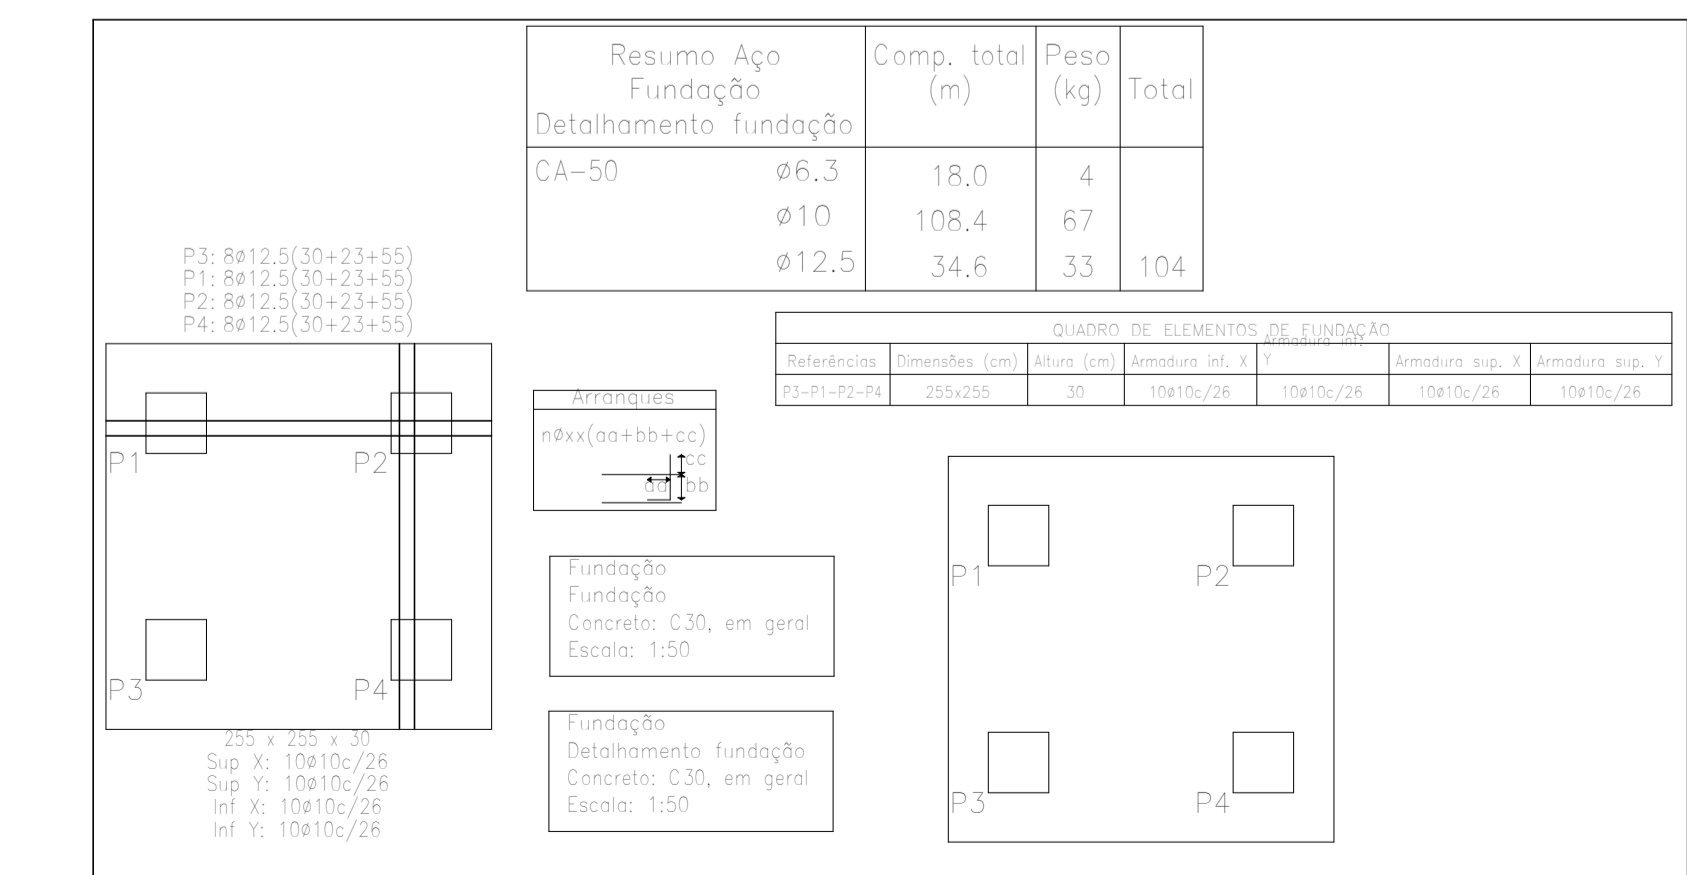 Resumo Aço
Fundação
Detalhamento fundação
Comp. total
(m)
Peso
(kg)
Total
CA-50 ø6.3 18.0 4
ø10 108.4 67
ø12.5 34.6 33 104
P3: 8ø12.5(30+23+55)
P1: 8ø12.5(30+23+55)
P2: 8ø12.5(30+23+55)
P4: 8ø12.5(30+23+55)
P1 P2
P3 P4
255 x 255 x 30
Sup X: 10ø10c/26
Sup Y: 10ø10c/26
Inf X: 10ø10c/26
Inf Y: 10ø10c/26
QUADRO DE ELEMENTOS DE FUNDAÇÃO
Referências Dimensões (cm) Altura (cm) Armadura inf. X Armadura inf. Y Armadura sup. X Armadura sup. Y
P3-P1-P2-P4 255x255 30 10ø10c/26 10ø10c/26 10ø10c/26 10ø10c/26
Arranques
nøxx(aa+bb+cc)
cc
aa bb
Fundação
Fundação
Concreto: C30, em geral
Escala: 1:50
Fundação
Detalhamento fundação
Concreto: C30, em geral
Escala: 1:50
P1 P2
P3 P4